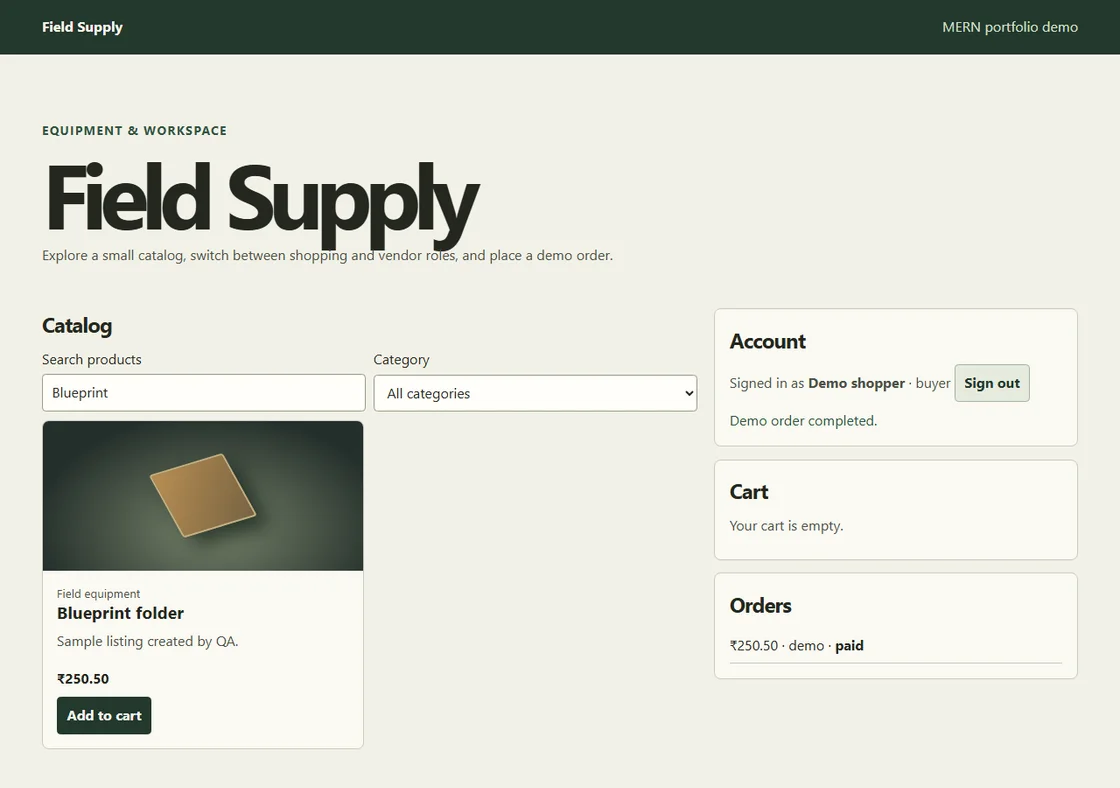 Field Supply
MERN portfolio demo
EQUIPMENT & WORKSPACE
Field Supply
Explore a small catalog, switch between shopping and vendor roles, and place a demo order.
Catalog
Search products
Category
Blueprint
All categories
Field equipment
Blueprint folder
Sample listing created by QA.
₹250.50
Add to cart
Account
Signed in as Demo shopper · buyer Sign out
Demo order completed.
Cart
Your cart is empty.
Orders
₹250.50 · demo · paid